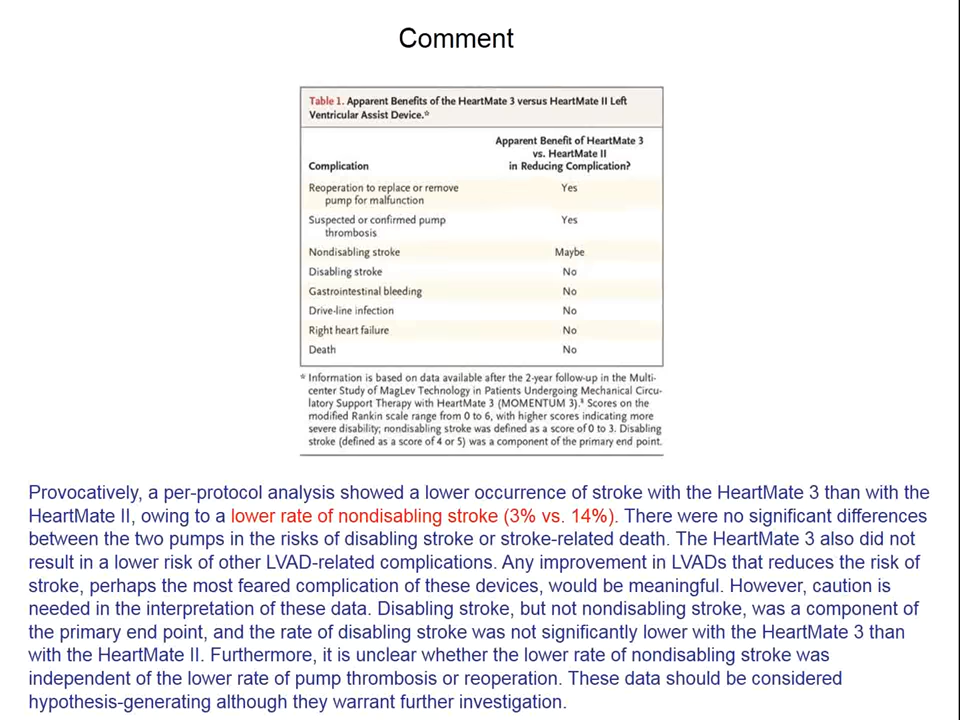 Comment
Table 1. Apparent Benefits of the HeartMate 3 versus HeartMate II Left
Ventricular Assist Device.*
Complication
Apparent Benefit of HeartMate 3
vs. HeartMate II
in Reducing Complication?
Reoperation to replace or remove
pump for malfunction
Yes
Suspected or confirmed pump
thrombosis
Yes
Nondisabling stroke Maybe
Disabling stroke No
Gastrointestinal bleeding No
Drive-line infection No
Right heart failure No
Death No
* Information is based on data available after the 2-year follow-up in the Multi-
center Study of MagLev Technology in Patients Undergoing Mechanical Circu-
latory Support Therapy with HeartMate 3 (MOMENTUM 3).⁸ Scores on the
modified Rankin scale range from 0 to 6, with higher scores indicating more
severe disability; nondisabling stroke was defined as a score of 0 to 3. Disabling
stroke (defined as a score of 4 or 5) was a component of the primary end point.
Provocatively, a per-protocol analysis showed a lower occurrence of stroke with the HeartMate 3 than with the
HeartMate II, owing to a lower rate of nondisabling stroke (3% vs. 14%). There were no significant differences
between the two pumps in the risks of disabling stroke or stroke-related death. The HeartMate 3 also did not
result in a lower risk of other LVAD-related complications. Any improvement in LVADs that reduces the risk of
stroke, perhaps the most feared complication of these devices, would be meaningful. However, caution is
needed in the interpretation of these data. Disabling stroke, but not nondisabling stroke, was a component of
the primary end point, and the rate of disabling stroke was not significantly lower with the HeartMate 3 than
with the HeartMate II. Furthermore, it is unclear whether the lower rate of nondisabling stroke was
independent of the lower rate of pump thrombosis or reoperation. These data should be considered
hypothesis-generating although they warrant further investigation.